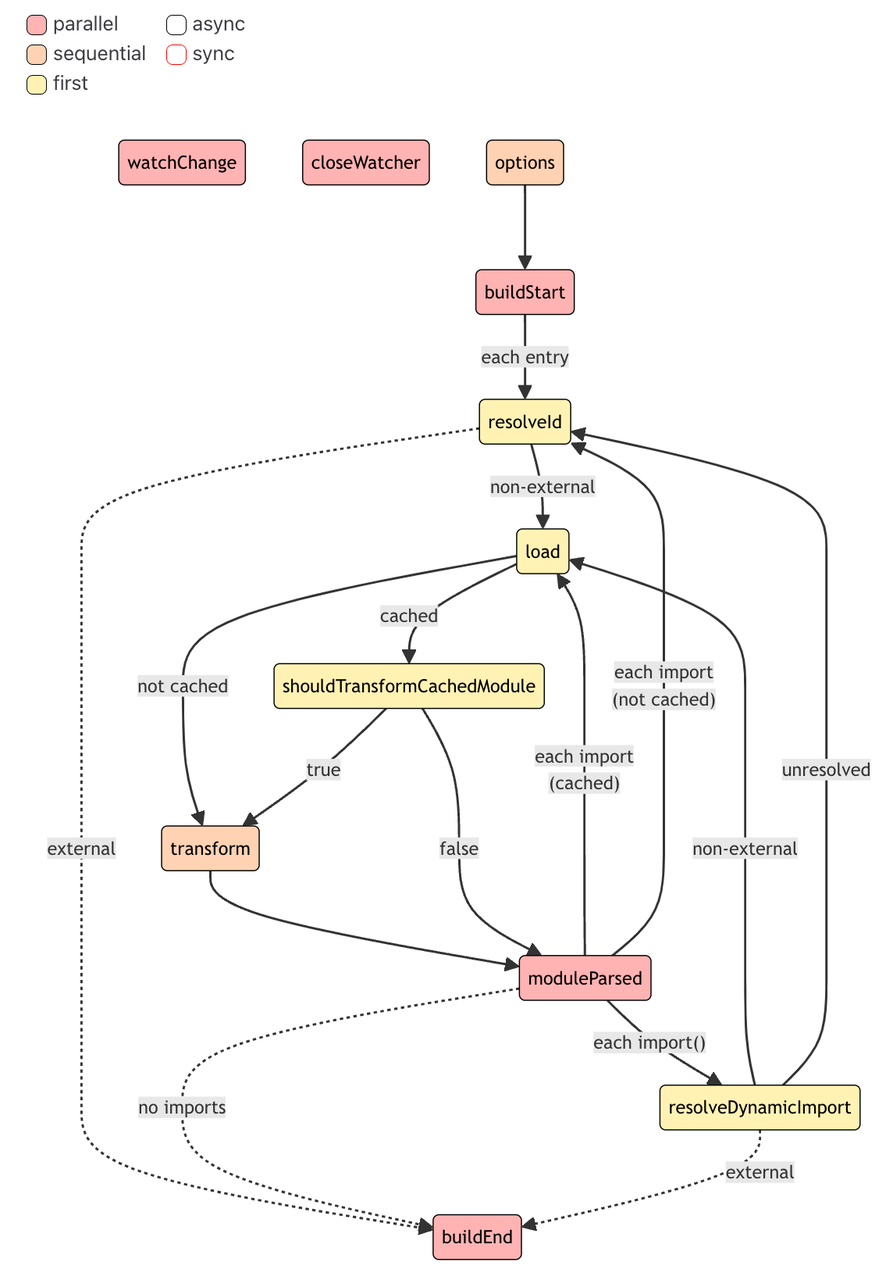 parallel
async
sequential
sync
first
watchChange
closeWatcher
options
buildStart
each entry
resolveId
non-external
load
cached
not cached
shouldTransformCachedModule
each import
(not cached)
true
each import
(cached)
unresolved
transform
external
false
non-external
moduleParsed
each import()
no imports
resolveDynamicImport
external
buildEnd